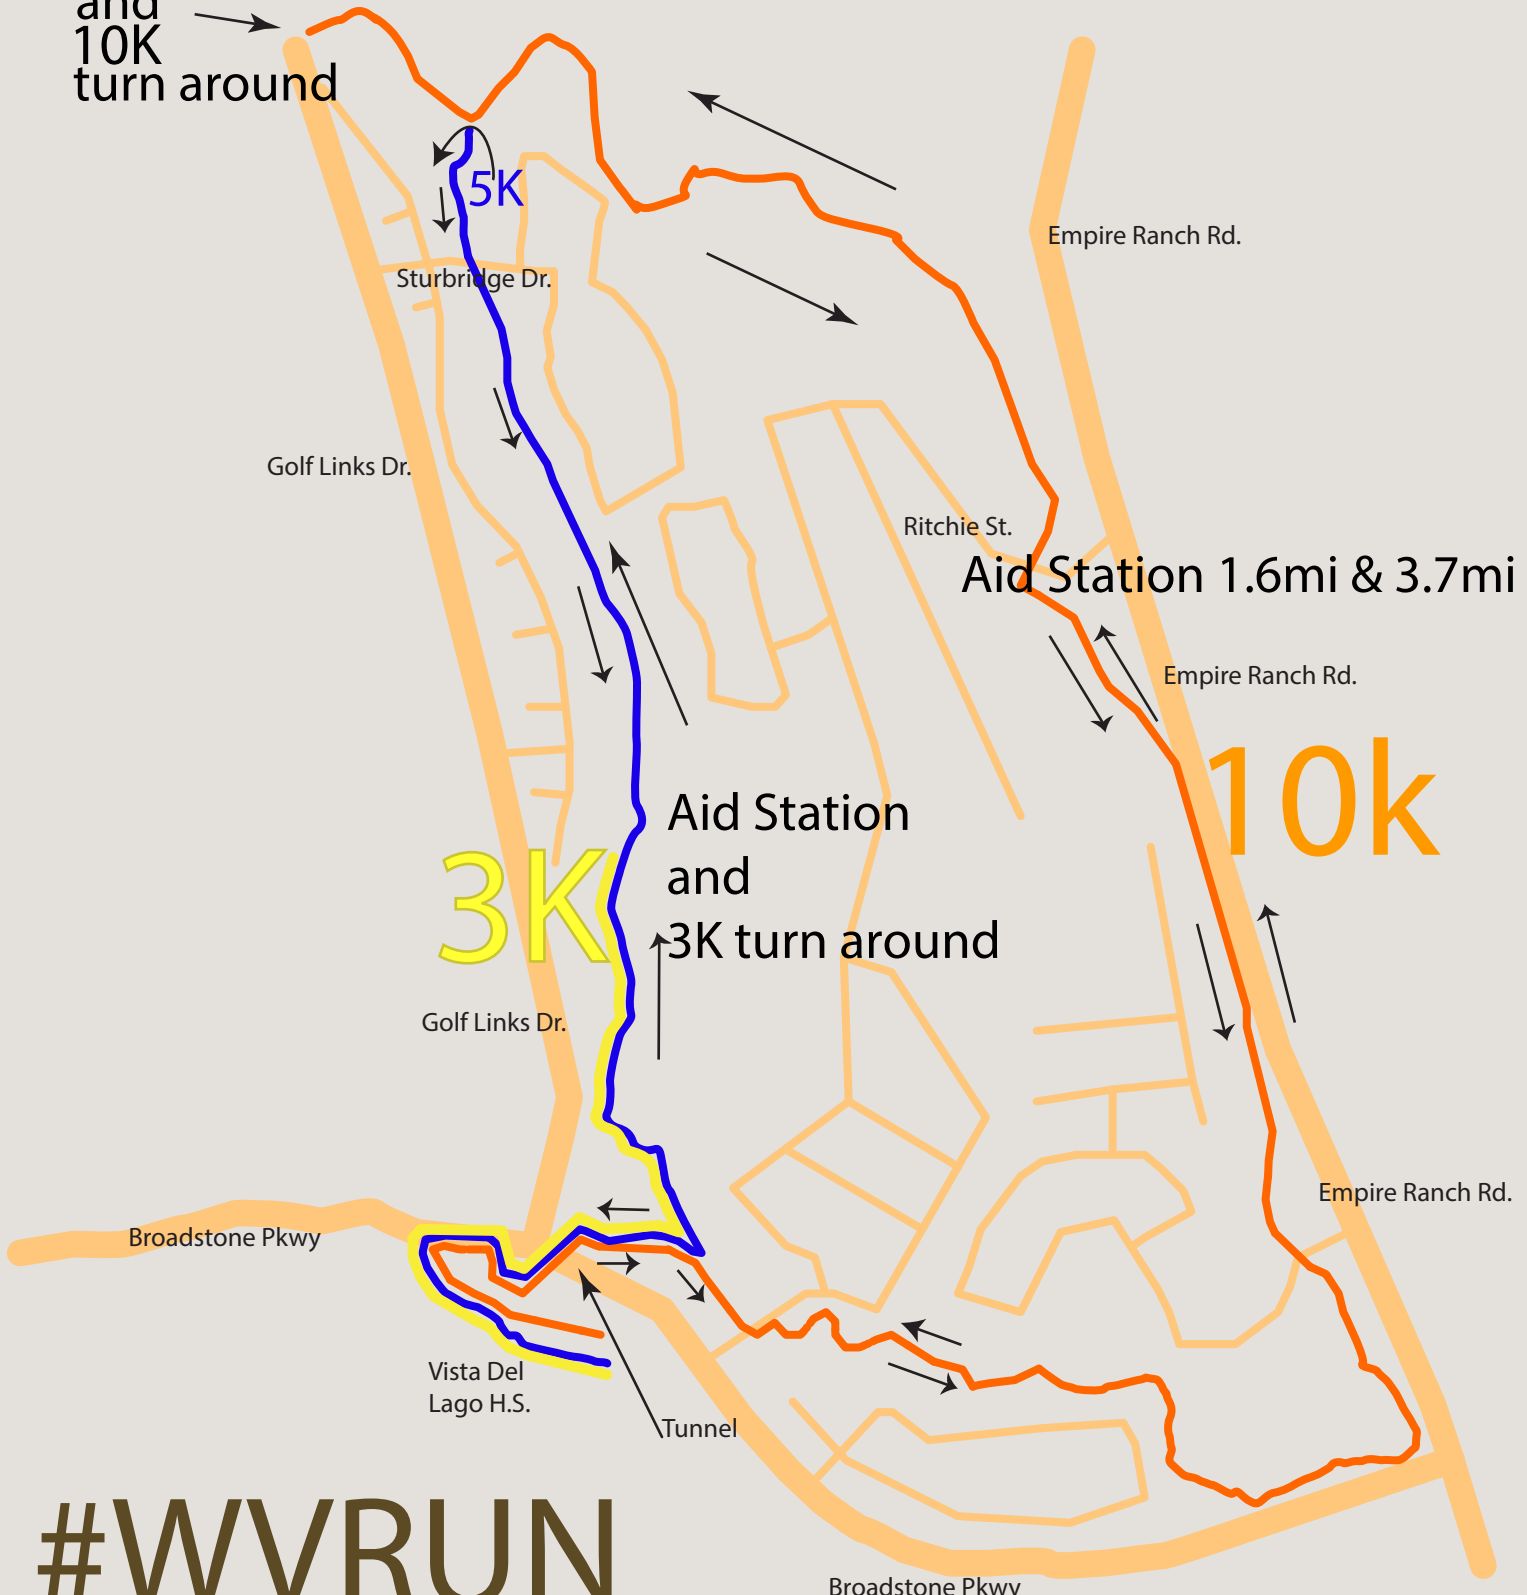 and
10K
turn around
5K
Empire Ranch Rd.
Sturbridge Dr.
Golf Links Dr.
Ritchie St.
Aid Station 1.6mi & 3.7mi
Empire Ranch Rd.
10k
Aid Station
and
3K turn around
3K
Golf Links Dr.
Empire Ranch Rd.
Broadstone Pkwy
Vista Del
Lago H.S.
Tunnel
#WVRUN
Broadstone Pkwy